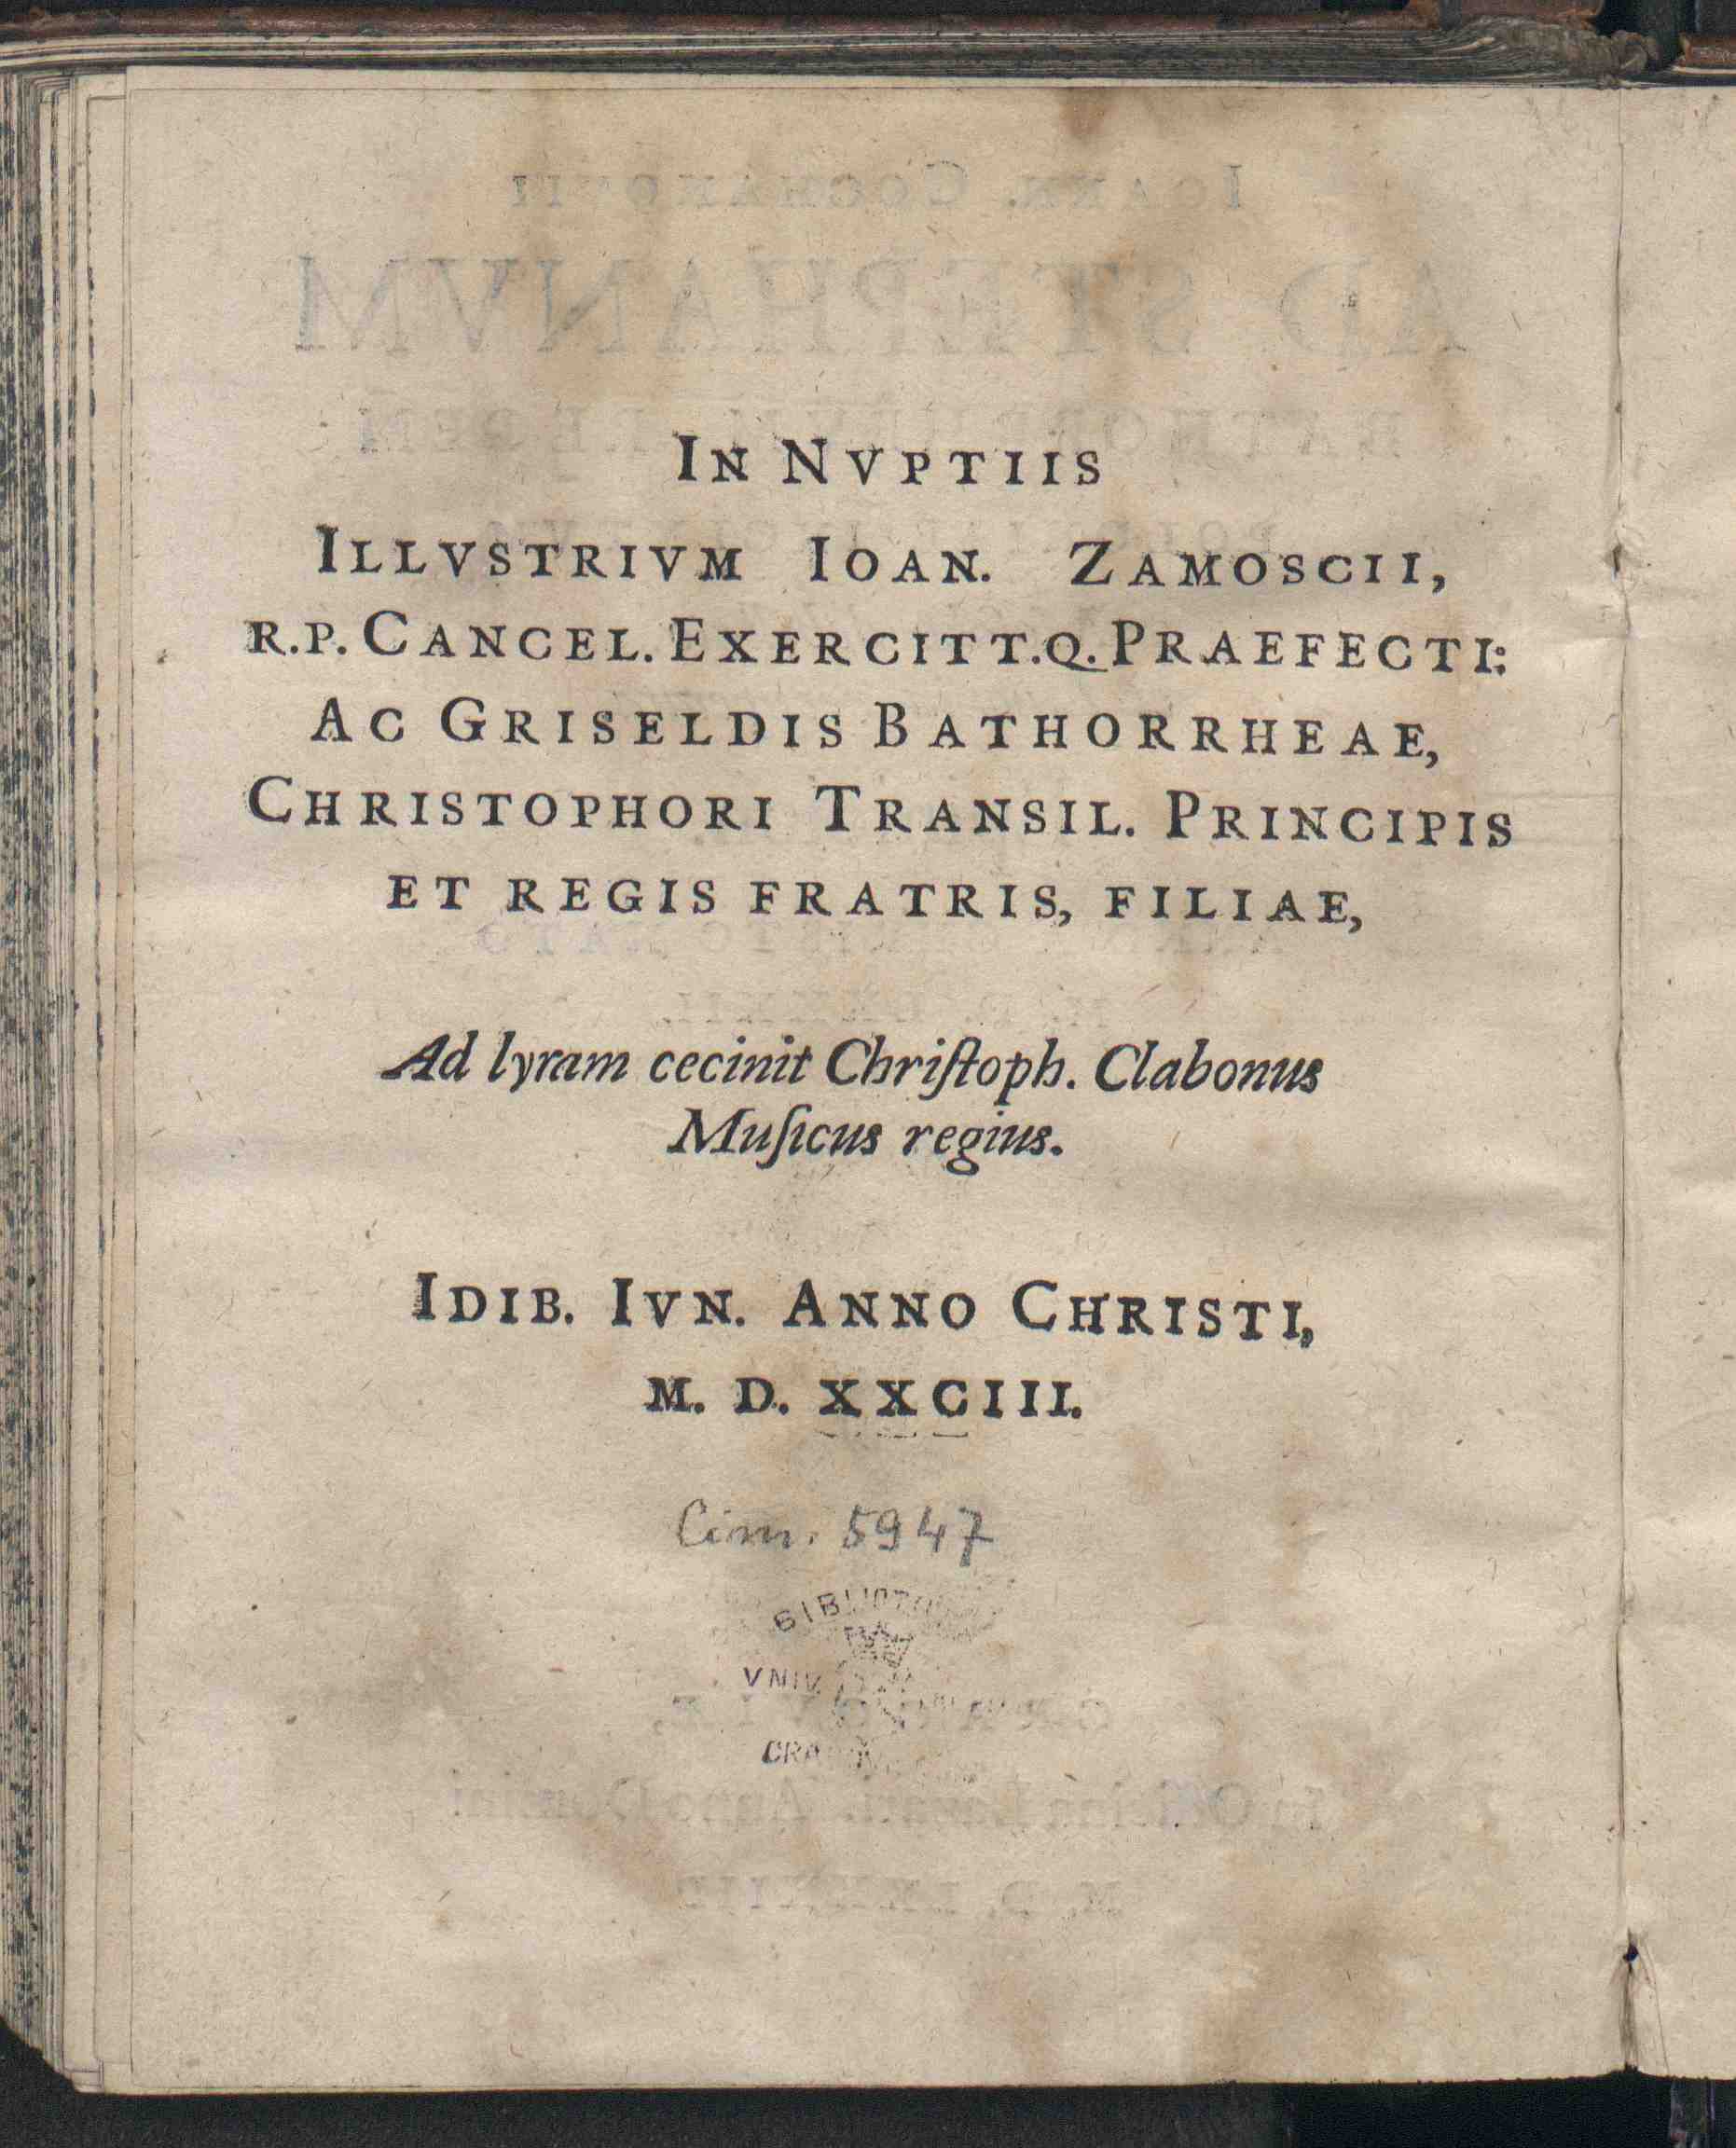 IN NVPTIIS
ILLVSTRIVM IOAN. ZAMOSCII,
R.P. CANCEL. EXERCITT.Q. PRAEFECTI:
AC GRISELDIS BATHORRHEAE,
CHRISTOPHORI TRANSIL. PRINCIPIS
ET REGIS FRATRIS, FILIAE,
Ad lyram cecinit Chriſtoph. Clabonus
Muſicus regius.
IDIB. IVN. ANNO CHRISTI,
M. D. XXCIII.
Cim. 5947
VNIV.